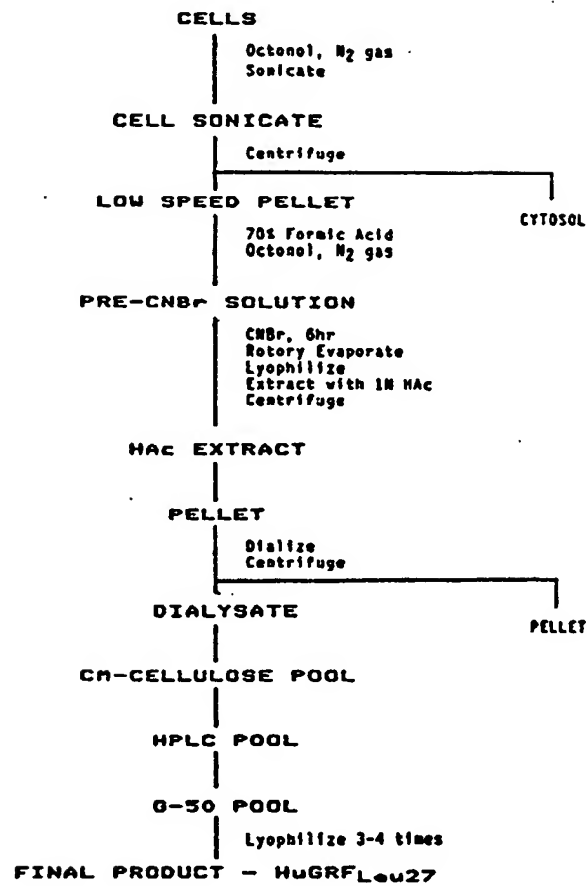 CELLS
Octonol, N2 gas
Sonicate
CELL SONICATE
Centrifuge
CYTOSOL
LOW SPEED PELLET
70% Formic Acid
Octonol, N2 gas
PRE-CNBr SOLUTION
CNBr, 6hr
Rotory Evaporate
Lyophilize
Extract with 1N HAc
Centrifuge
HAc EXTRACT
PELLET
Dialize
Centrifuge
DIALYSATE
PELLET
CM-CELLULOSE POOL
HPLC POOL
G-50 POOL
Lyophilize 3-4 times
FINAL PRODUCT - HuGRFLeu27